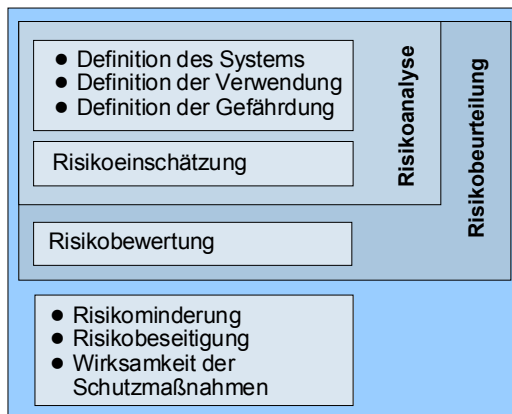 ● Definition des Systems
● Definition der Verwendung
● Definition der Gefährdung
Risikoeinschätzung
Risikoanalyse
Risikobewertung
Risikobeurteilung
● Risikominderung
● Risikobeseitigung
● Wirksamkeit der
Schutzmaßnahmen